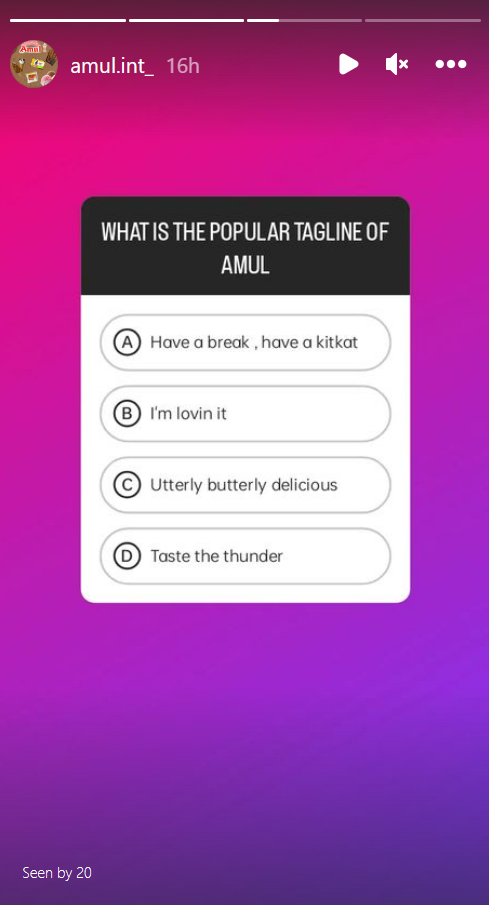 Amul
amul.int_ 16h
WHAT IS THE POPULAR TAGLINE OF
AMUL
A Have a break , have a kitkat
B I'm lovin it
C Utterly butterly delicious
D Taste the thunder
Seen by 20